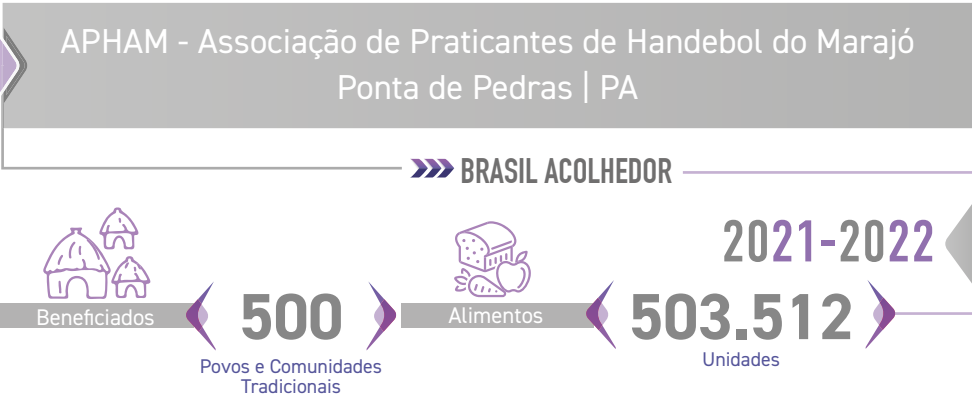 APHAM - Associação de Praticantes de Handebol do Marajó
Ponta de Pedras | PA
BRASIL ACOLHEDOR
2021-2022
Beneficiados
500
Povos e Comunidades
Tradicionais
Alimentos
503.512
Unidades